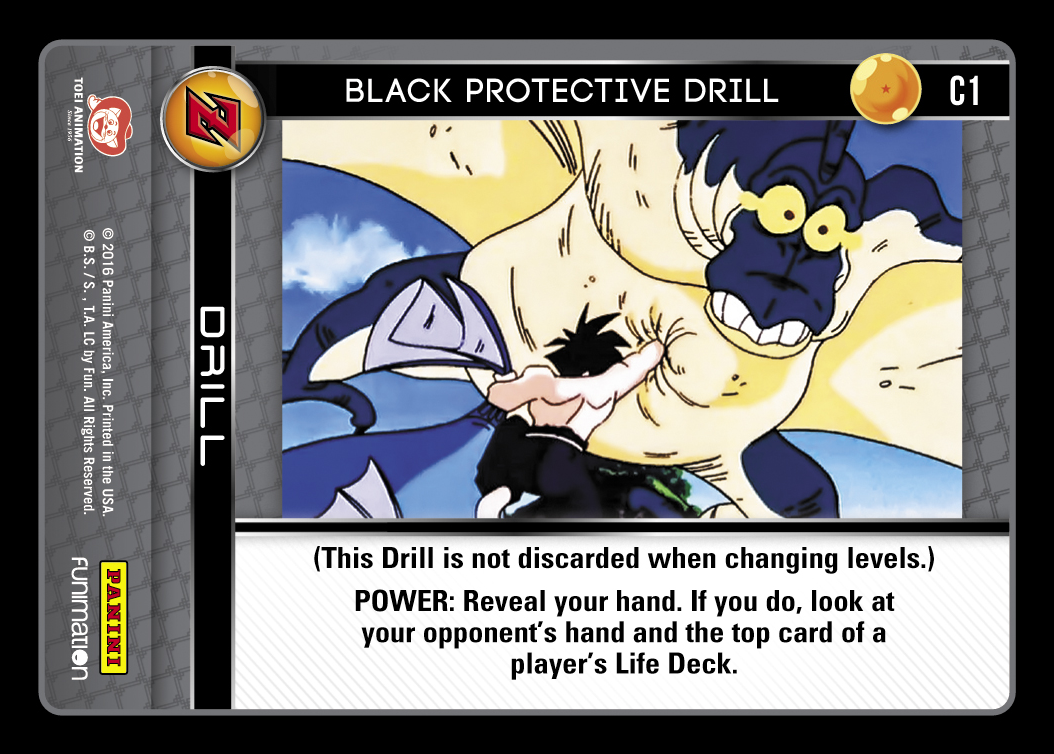 BLACK PROTECTIVE DRILL
C1
DRILL
(This Drill is not discarded when changing levels.)
POWER: Reveal your hand. If you do, look at
your opponent’s hand and the top card of a
player’s Life Deck.
TOEI ANIMATION
Since 1956
© 2016 Panini America, Inc. Printed in the USA.
© B.S. / S. , T.A. LC by Fun. All Rights Reserved.
PANINI
FUNIMATION